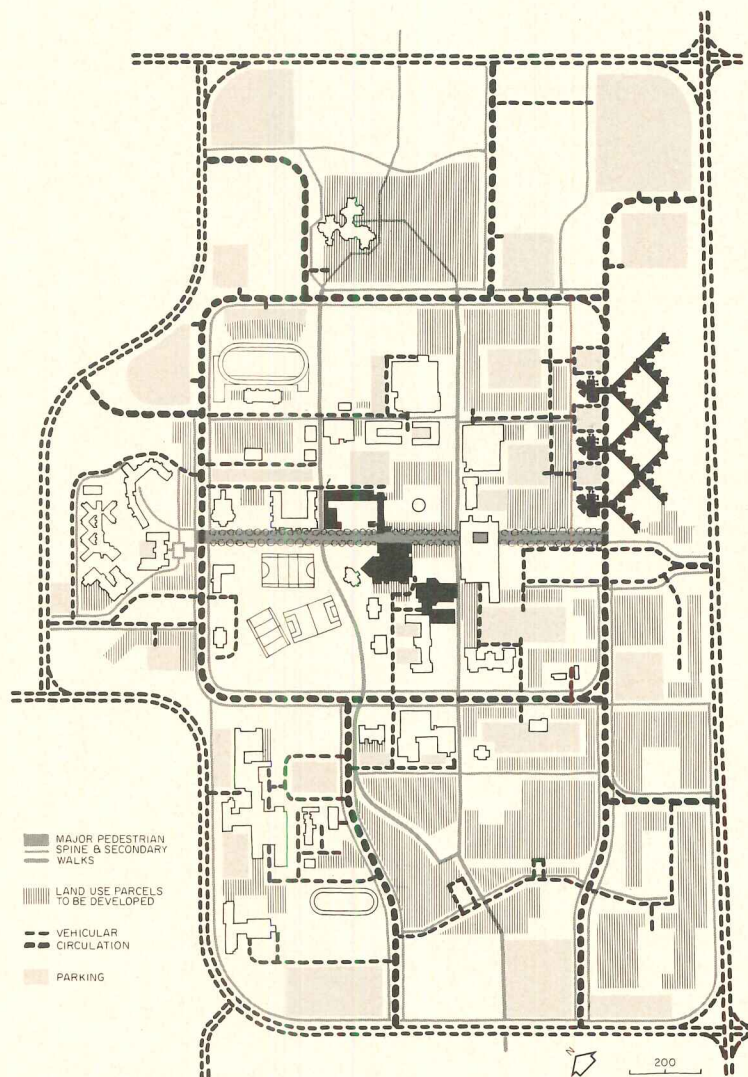 MAJOR PEDESTRIAN
SPINE & SECONDARY
WALKS
LAND USE PARCELS
TO BE DEVELOPED
VEHICULAR
CIRCULATION
PARKING
N
200